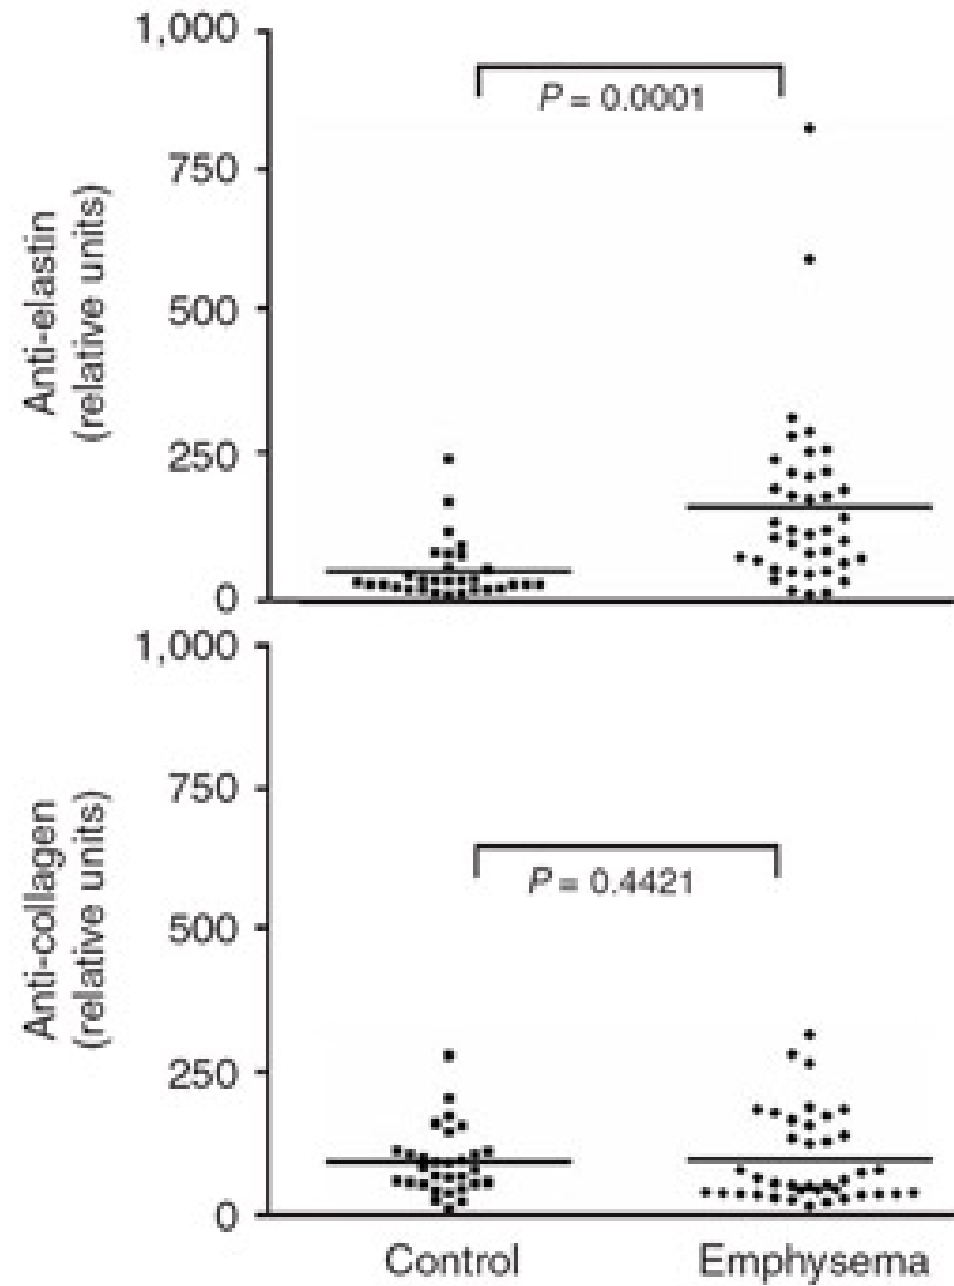 1,000
P = 0.0001
750
Anti-elastin
(relative units)
500
250
0
1,000
750
P = 0.4421
Anti-collagen
(relative units)
500
250
0
Control
Emphysema